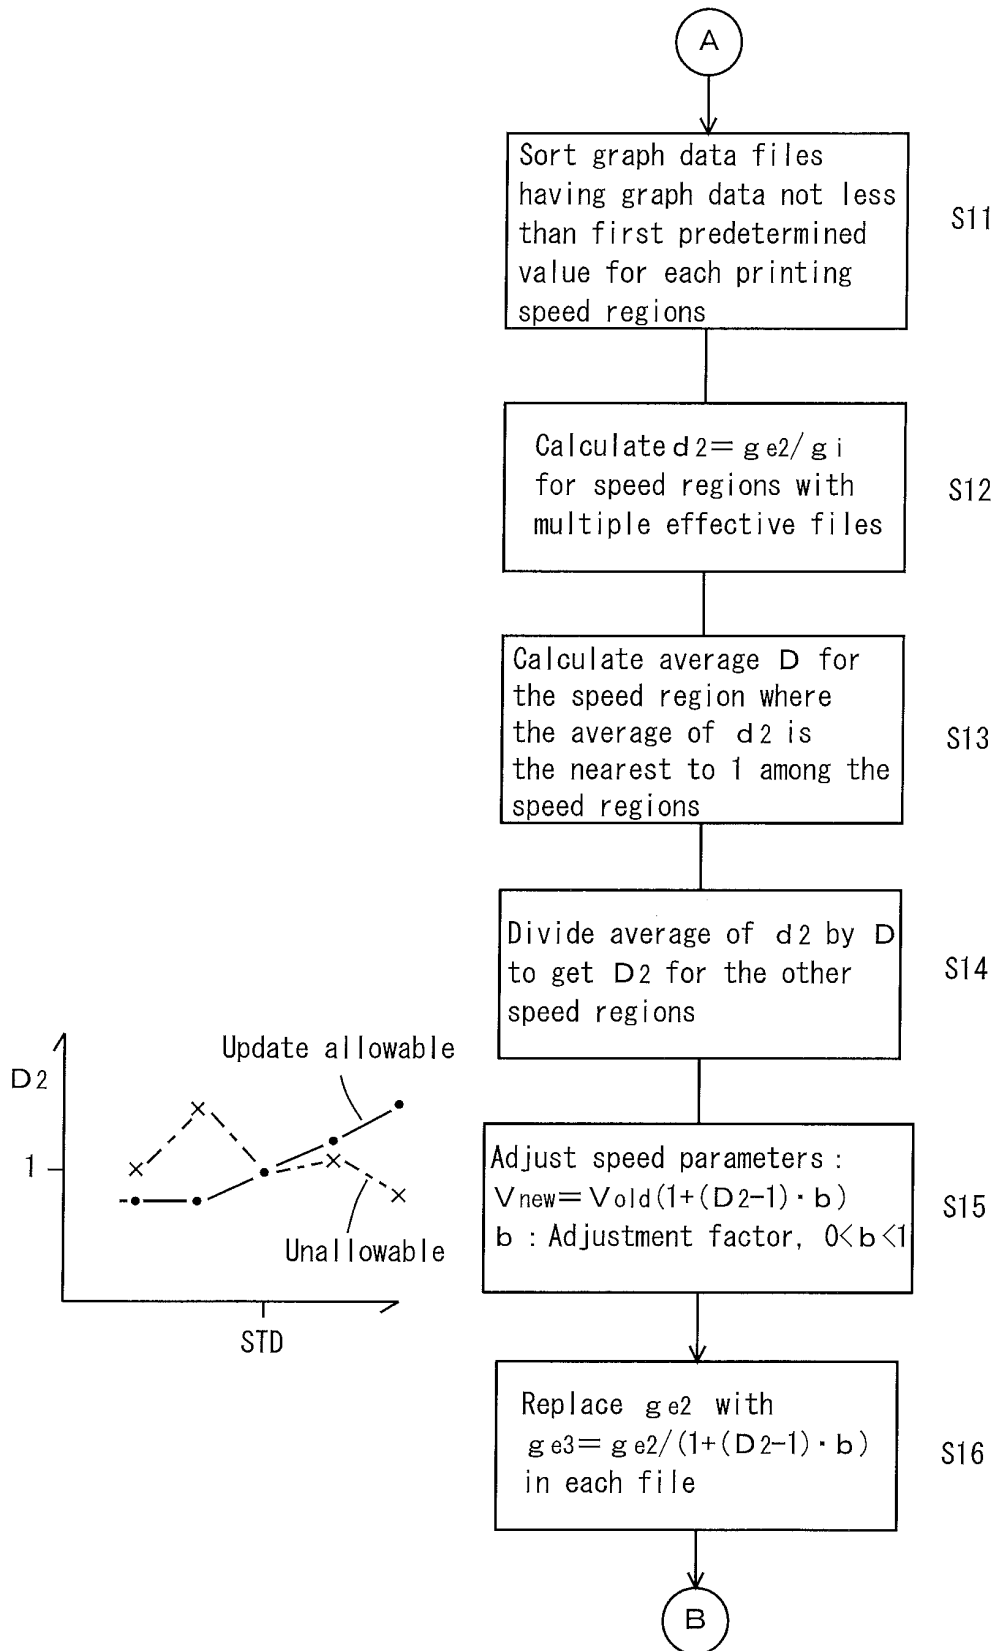 A
Sort graph data files
having graph data not less
than first predetermined
value for each printing
speed regions
S11
Calculate d2=ge2/gi
for speed regions with
multiple effective files
S12
Calculate average D for
the speed region where
the average of d2 is
the nearest to 1 among the
speed regions
S13
Divide average of d2 by D
to get D2 for the other
speed regions
S14
Update allowable
D2
1
Unallowable
STD
Adjust speed parameters:
Vnew=Vold(1+(D2-1)·b)
b : Adjustment factor, 0<b<1
S15
Replace ge2 with
ge3=ge2/(1+(D2-1)·b)
in each file
S16
B